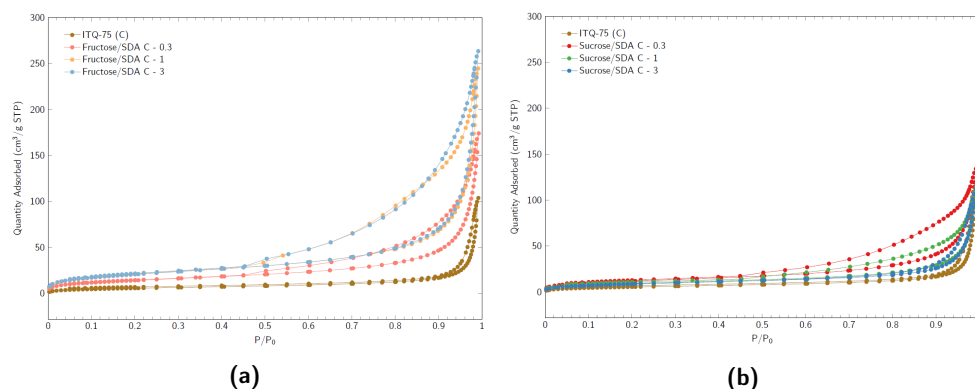 300
250
200
150
100
50
0
Quantity Adsorbed (cm³/g STP)
ITQ-75 (C)
Fructose/SDA C - 0.3
Fructose/SDA C - 1
Fructose/SDA C - 3
0 0.1 0.2 0.3 0.4 0.5 0.6 0.7 0.8 0.9 1
P/P₀
(a)
300
250
200
150
100
50
0
Quantity Adsorbed (cm³/g STP)
ITQ-75 (C)
Sucrose/SDA C - 0.3
Sucrose/SDA C - 1
Sucrose/SDA C - 3
0 0.1 0.2 0.3 0.4 0.5 0.6 0.7 0.8 0.9
P/P₀
(b)